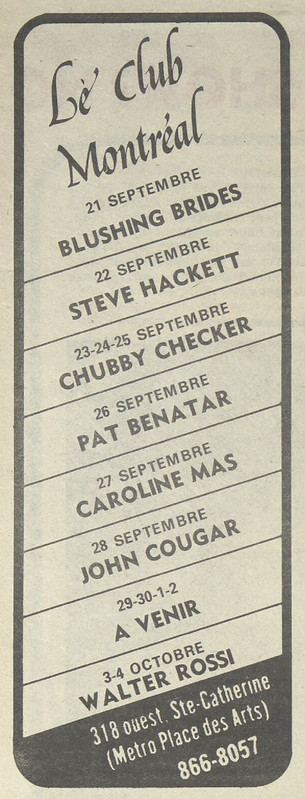 Lè Club
Montréal
21 SEPTEMBRE
BLUSHING BRIDES
22 SEPTEMBRE
STEVE HACKETT
23-24-25 SEPTEMBRE
CHUBBY CHECKER
26 SEPTEMBRE
PAT BENATAR
27 SEPTEMBRE
CAROLINE MAS
28 SEPTEMBRE
JOHN COUGAR
29-30-1-2
A VENIR
3-4 OCTOBRE
WALTER ROSSI
318 ouest, Ste-Catherine
(Metro Place des Arts)
866-8057